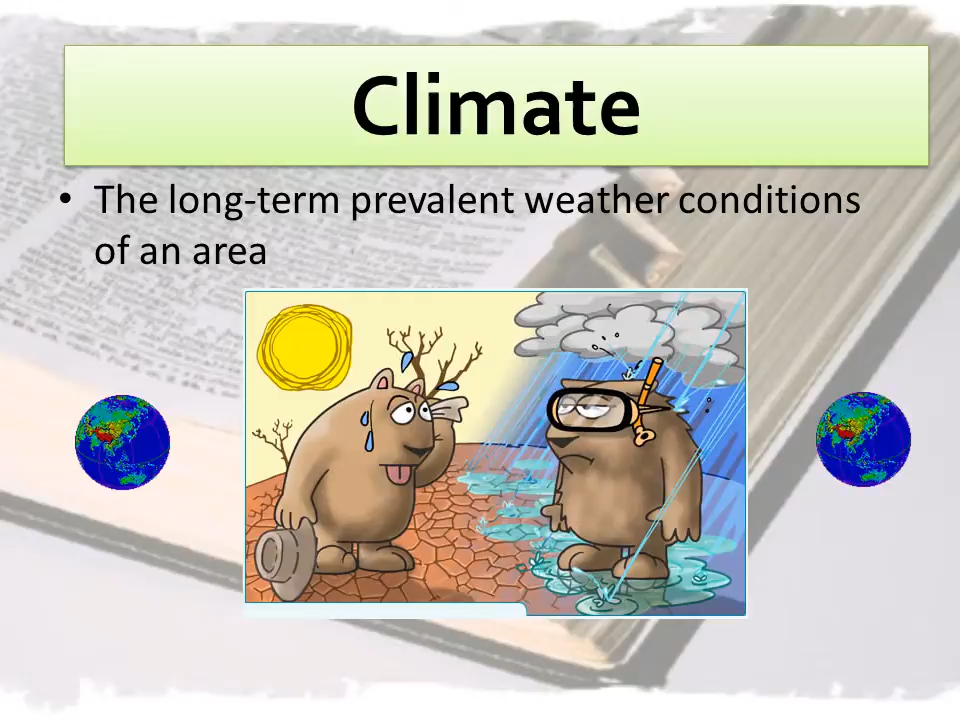 Climate
• The long-term prevalent weather conditions
of an area